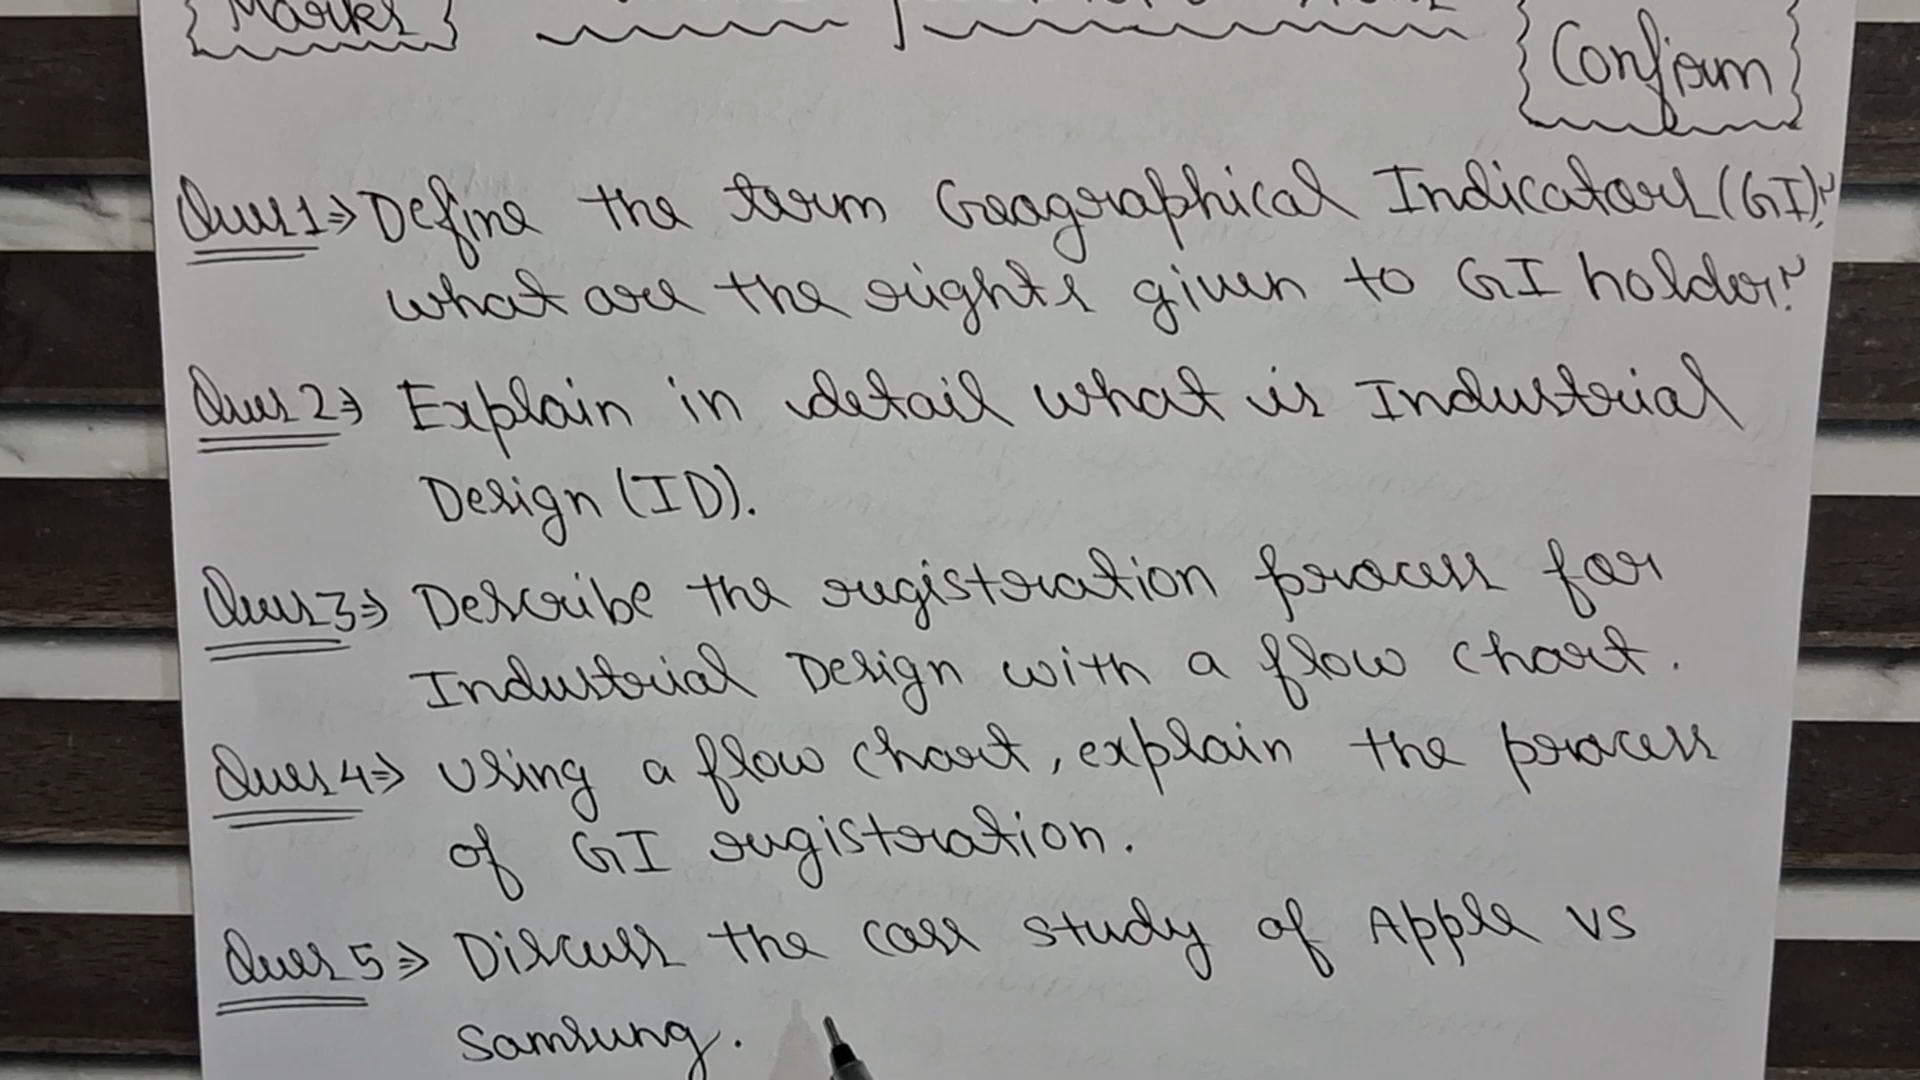 Marks
Confirm
Ques 1⇒ Define the term Geographical Indicators (GI)?
what are the rights given to GI holder?
Ques 2⇒ Explain in detail what is Industrial
Design (ID).
Ques 3⇒ Describe the registration process for
Industrial Design with a flow chart.
Ques 4⇒ Using a flow chart, explain the process
of GI registration.
Ques 5⇒ Discuss the case study of Apple vs
Samsung.